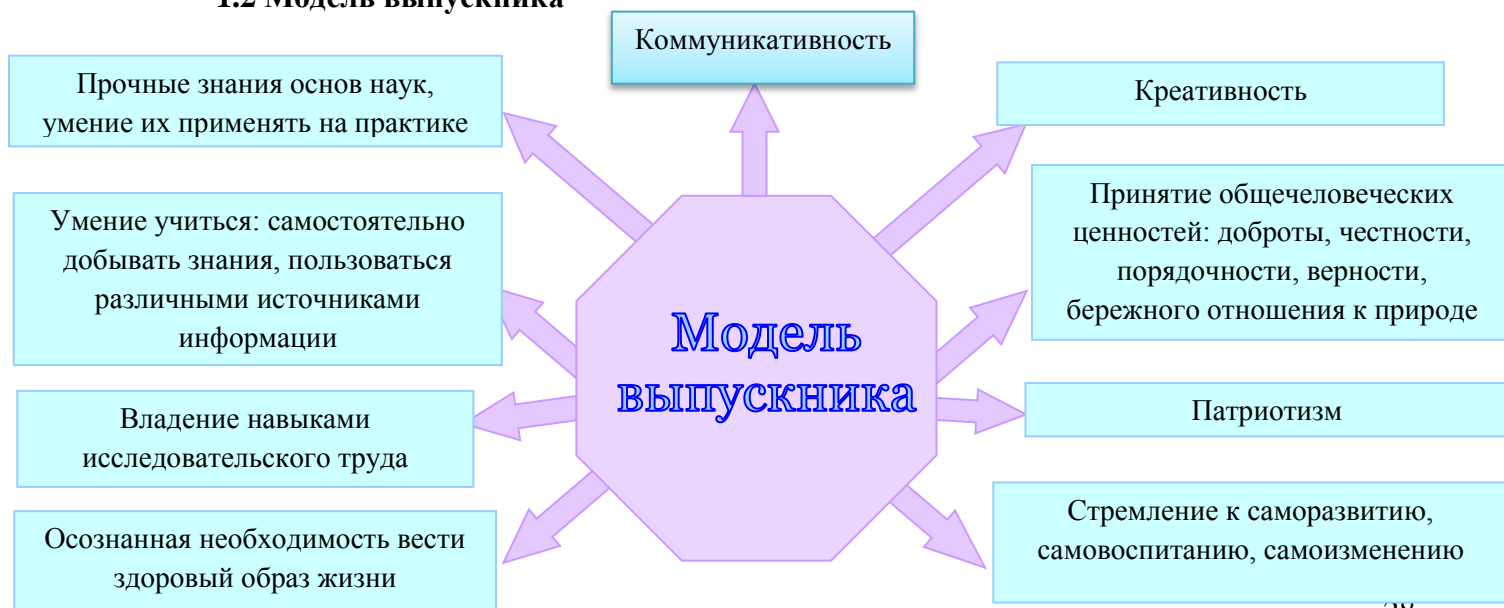 1.2 Модель выпускника
Коммуникативность
Прочные знания основ наук,
умение их применять на практике
Креативность
Умение учиться: самостоятельно
добывать знания, пользоваться
различными источниками
информации
Принятие общечеловеческих
ценностей: доброты, честности,
порядочности, верности,
бережного отношения к природе
Модель
выпускника
Владение навыками
исследовательского труда
Патриотизм
Осознанная необходимость вести
здоровый образ жизни
Стремление к саморазвитию,
самовоспитанию, самоизменению